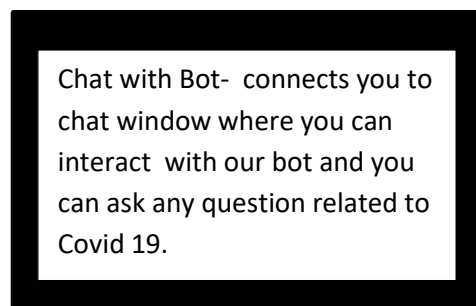 Chat with Bot-  connects you to
chat window where you can
interact  with our bot and you
can ask any question related to
Covid 19.